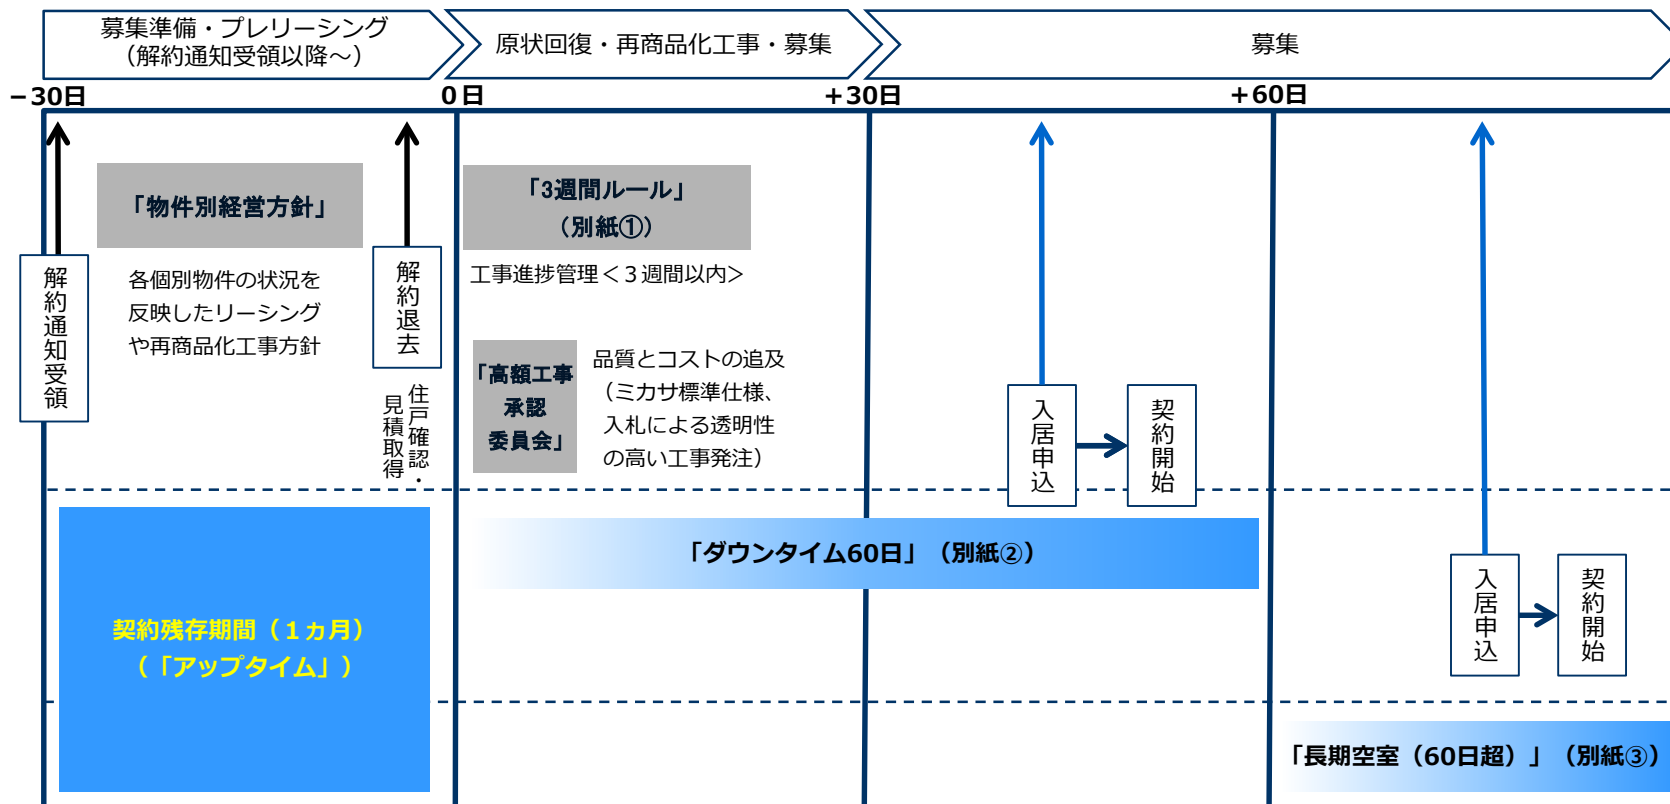 募集準備・プレリーシング
（解約通知受領以降～）
原状回復・再商品化工事・募集
募集
－30日
0日
＋30日
＋60日
「物件別経営方針」
各個別物件の状況を
反映したリーシング
や再商品化工事方針
解約通知受領
解約退去
住戸確認・
見積取得
「3週間ルール」
（別紙①）
工事進捗管理＜３週間以内＞
「高額工事
承認
委員会」
品質とコストの追及
（ミカサ標準仕様、
入札による透明性
の高い工事発注）
入居申込
契約開始
「ダウンタイム60日」（別紙②）
契約残存期間（１ヵ月）
（「アップタイム」）
入居申込
契約開始
「長期空室（60日超）」（別紙③）